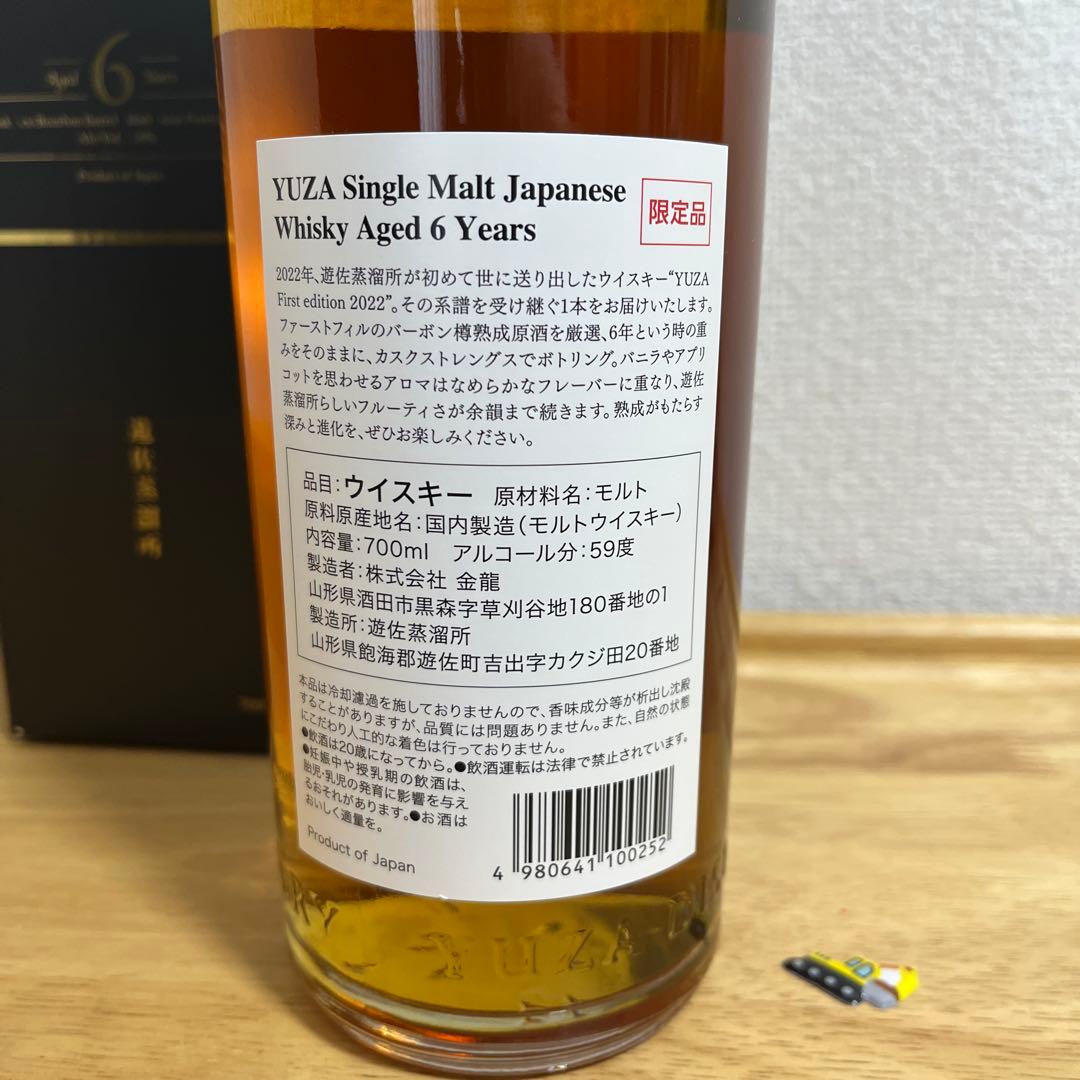 Aged 6 Years
Product of Japan
遊佐蒸溜所
YUZA Single Malt Japanese
Whisky Aged 6 Years
限定品
2022年、遊佐蒸溜所が初めて世に送り出したウイスキー“YUZA
First edition 2022”。その系譜を受け継ぐ1本をお届けいたします。
ファーストフィルのバーボン樽熟成原酒を厳選、6年という時の重
みをそのままに、カスクストレングスでボトリング。バニラやアプリ
コットを思わせるアロマはなめらかなフレーバーに重なり、遊佐
蒸溜所らしいフルーティさが余韻まで続きます。熟成がもたらす
深みと進化を、ぜひお楽しみください。
品目：ウイスキー 原材料名：モルト
原料原産地名：国内製造（モルトウイスキー）
内容量：700ml アルコール分：59度
製造者：株式会社 金龍
山形県酒田市黒森字草刈谷地180番地の1
製造所：遊佐蒸溜所
山形県飽海郡遊佐町吉出字カクジ田20番地
本品は冷却濾過を施しておりませんので、香味成分等が析出し沈殿
することがありますが、品質には問題ありません。また、自然の状態
にこだわり人工的な着色は行っておりません。
●飲酒は20歳になってから。●飲酒運転は法律で禁止されています。
●妊娠中や授乳期の飲酒は、
胎児・乳児の発育に影響を与え
るおそれがあります。●お酒は
おいしく適量を。
Product of Japan
4 980641 100252
YUZA DI